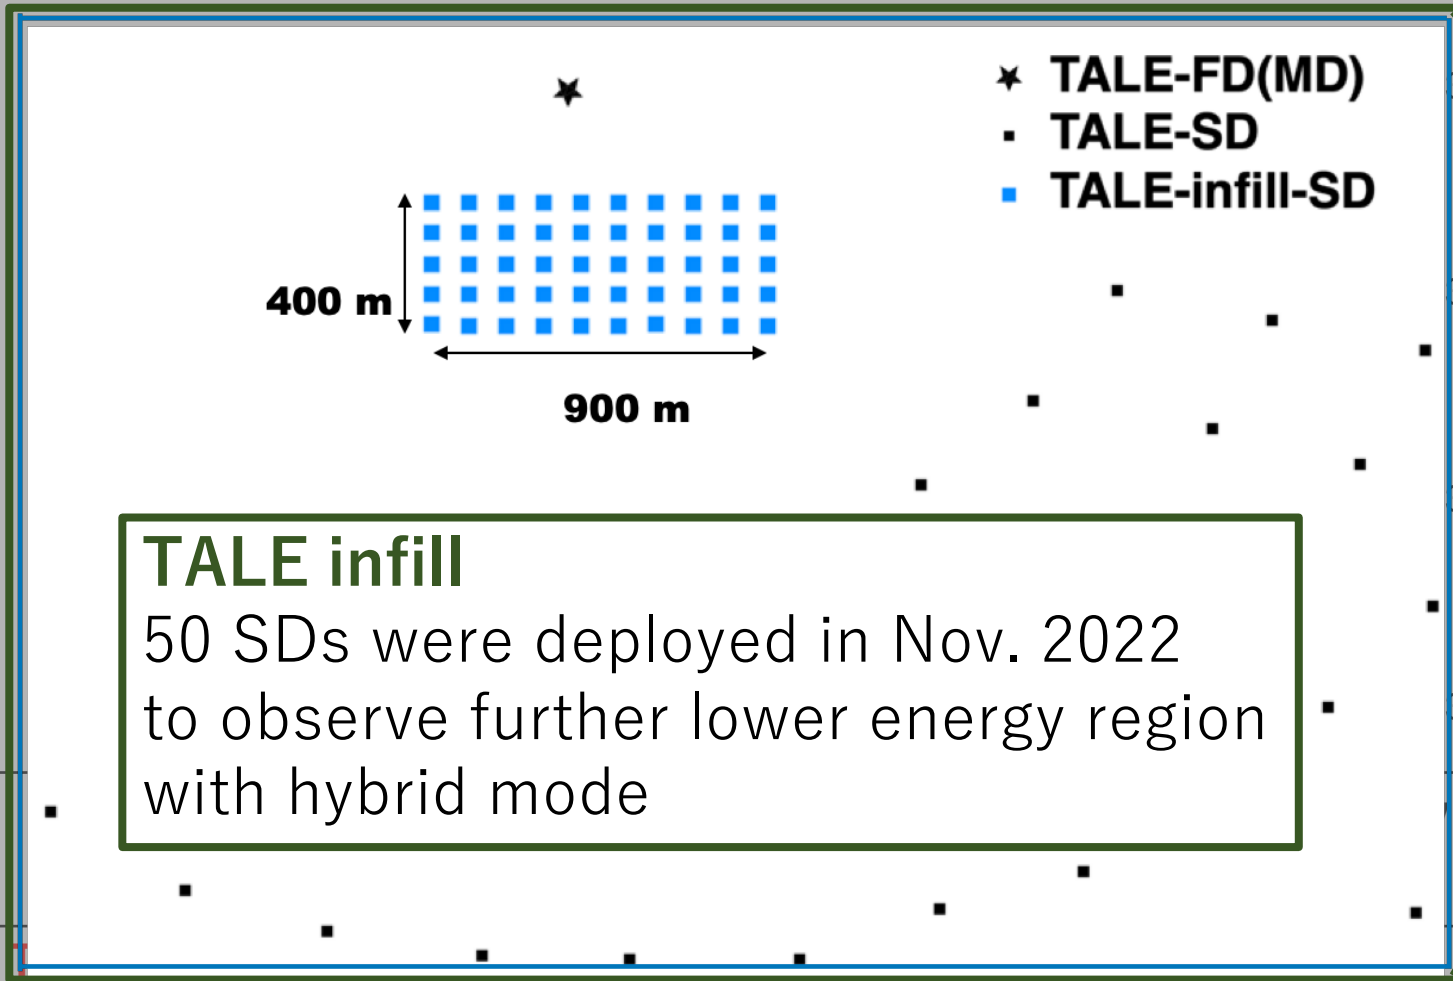 TALE-FD(MD)
TALE-SD
TALE-infill-SD
400 m
900 m
TALE infill
50 SDs were deployed in Nov. 2022
to observe further lower energy region
with hybrid mode